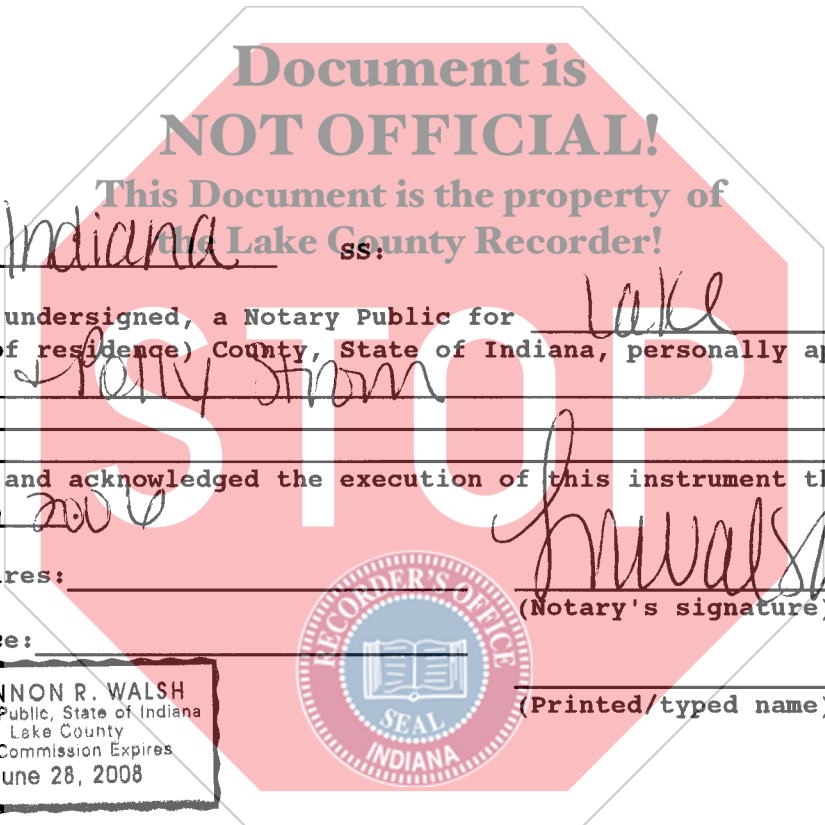 Document is
NOT OFFICIAL!
This Document is the property of
the Lake County Recorder!
Indiana ss:
undersigned, a Notary Public for Lake
of residence) County, State of Indiana, personally ap
STOP
and acknowledged the execution of this instrument th
2006
res:
(Notary's signature)
e:
(Printed/typed name)
NNON R. WALSH
Public, State of Indiana
Lake County
Commission Expires
une 28, 2008
RECORDER'S OFFICE
SEAL
INDIANA